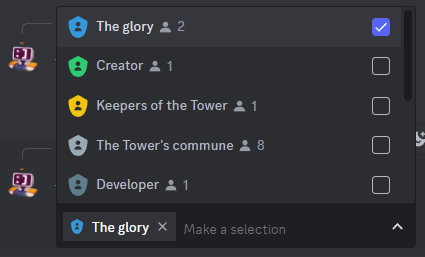 The glory 2
Creator 1
Keepers of the Tower 1
The Tower's commune 8
Developer 1
The glory Make a selection